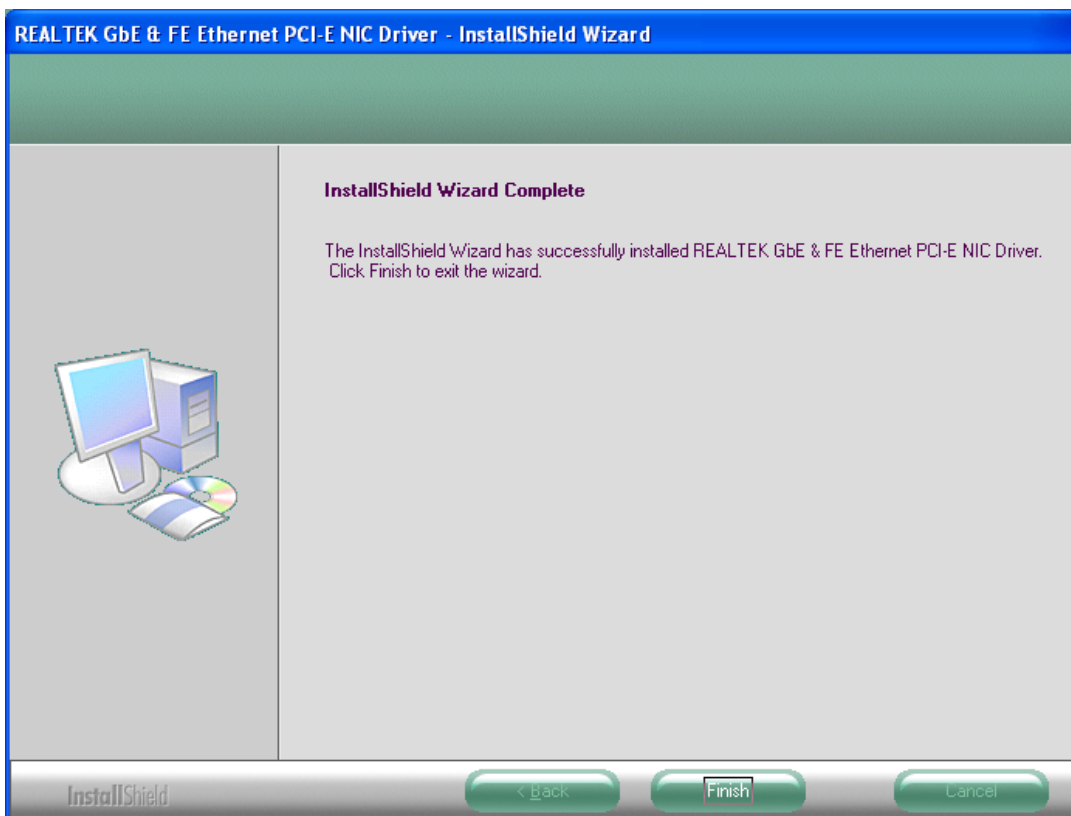 REALTEK GbE & FE Ethernet PCI-E NIC Driver - InstallShield Wizard
InstallShield Wizard Complete
The InstallShield Wizard has successfully installed REALTEK GbE & FE Ethernet PCI-E NIC Driver.
Click Finish to exit the wizard.
InstallShield
< Back
Finish
Cancel